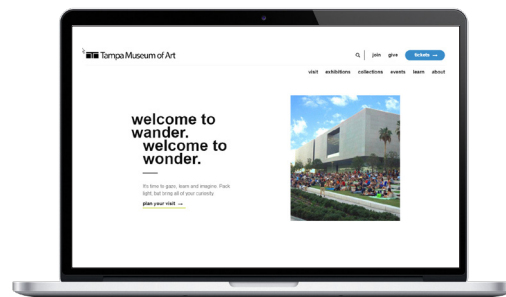 Tampa Museum of Art
join give tickets →
visit exhibitions collections events learn about
welcome to
wander.
welcome to
wonder.
It's time to gaze, learn and imagine. Pack
light, but bring all of your curiosity.
plan your visit →